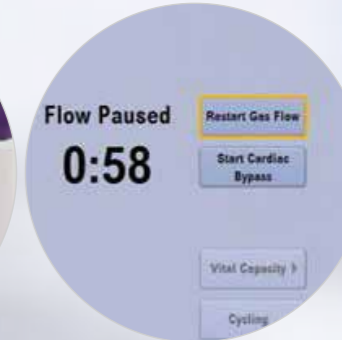 Flow Paused
0:58
Restart Gas Flow
Start Cardiac
Bypass
Vital Capacity
Cycling